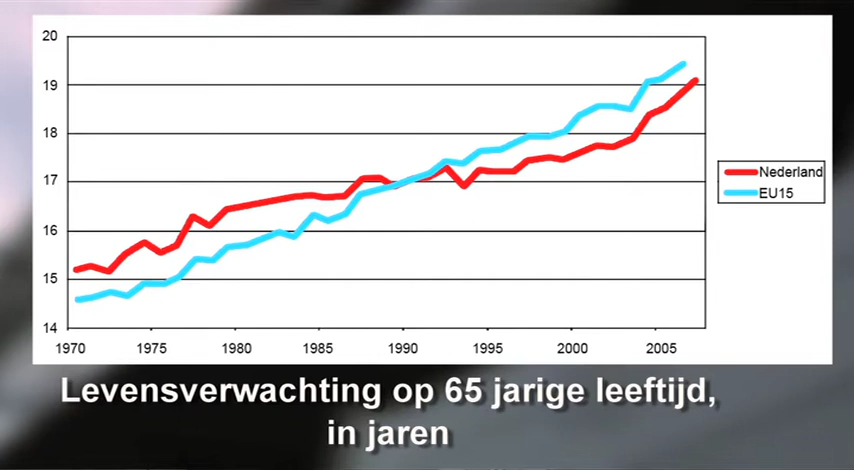 20
19
18
17
16
15
14
1970 1975 1980 1985 1990 1995 2000 2005
Nederland
EU15
Levensverwachting op 65 jarige leeftijd,
in jaren